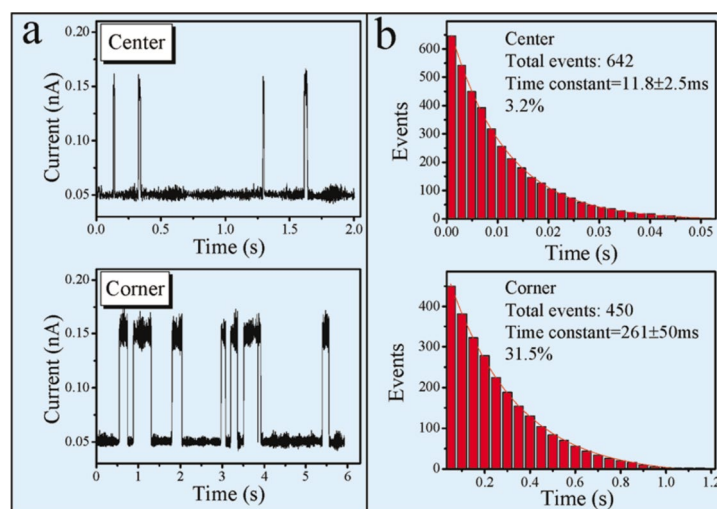 a
Center
Current (nA)
0.20
0.15
0.10
0.05
0.0 0.5 1.0 1.5 2.0
Time (s)
Corner
Current (nA)
0.20
0.15
0.10
0.05
0 1 2 3 4 5 6
Time (s)
b
Center
Total events: 642
Time constant=11.8±2.5ms
3.2%
Events
600
500
400
300
200
100
0
0.00 0.01 0.02 0.03 0.04 0.05
Time (s)
Corner
Total events: 450
Time constant=261±50ms
31.5%
Events
400
300
200
100
0
0.2 0.4 0.6 0.8 1.0 1.2
Time (s)